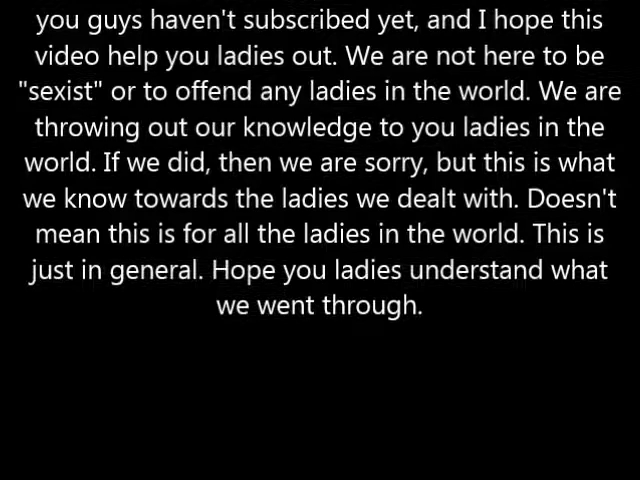 you guys haven't subscribed yet, and I hope this
video help you ladies out. We are not here to be
"sexist" or to offend any ladies in the world. We are
throwing out our knowledge to you ladies in the
world. If we did, then we are sorry, but this is what
we know towards the ladies we dealt with. Doesn't
mean this is for all the ladies in the world. This is
just in general. Hope you ladies understand what
we went through.